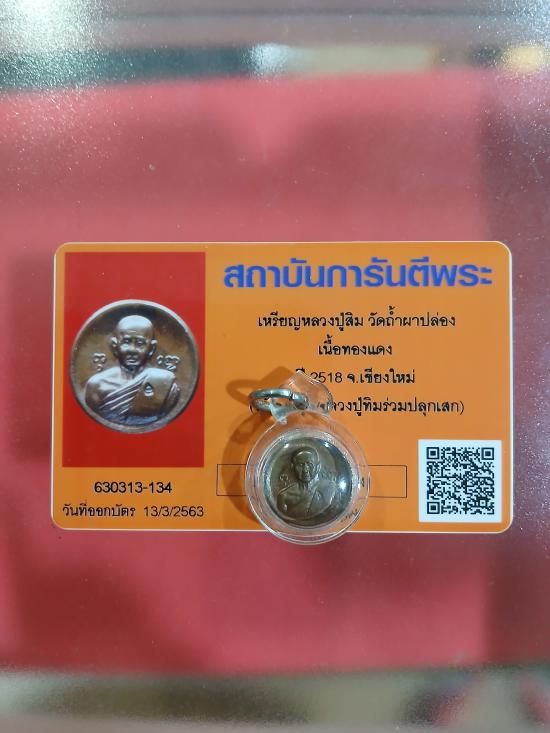 สถาบันการันตีพระ
เหรียญหลวงปู่สิม วัดถ้ำผาปล่อง
เนื้อทองแดง
ปี 2518 จ.เชียงใหม่
หลวงปู่ทิมร่วมปลุกเสก)
630313-134
วันที่ออกบัตร 13/3/2563